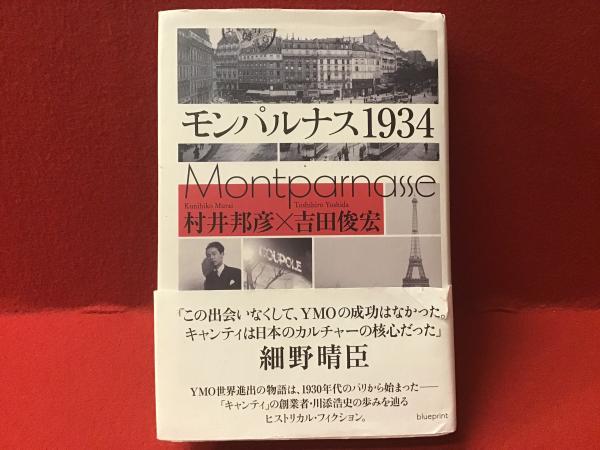 モンパルナス1934
Montparnasse
Kunihiko Murai
Toshihiro Yoshida
村井邦彦×吉田俊宏
COUPOLE
「この出会いなくして、YMOの成功はなかった。
キャンティは日本のカルチャーの核心だった」
細野晴臣
YMO世界進出の物語は、1930年代のパリから始まった――
「キャンティ」の創業者・川添浩史の歩みを辿る
ヒストリカル・フィクション。
blueprint